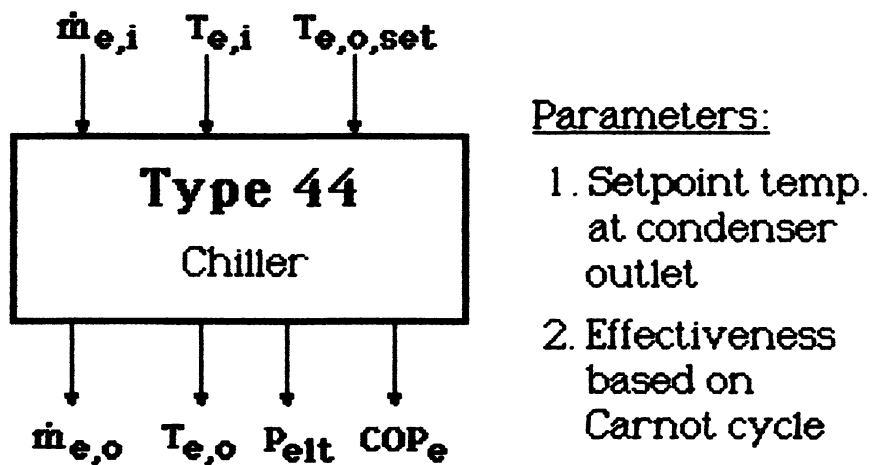 ṁe,i Te,i Te,o,set
Type 44
Chiller
ṁe,o Te,o Pelt COPe
Parameters:
1. Setpoint temp.
at condenser
outlet
2. Effectiveness
based on
Carnot cycle